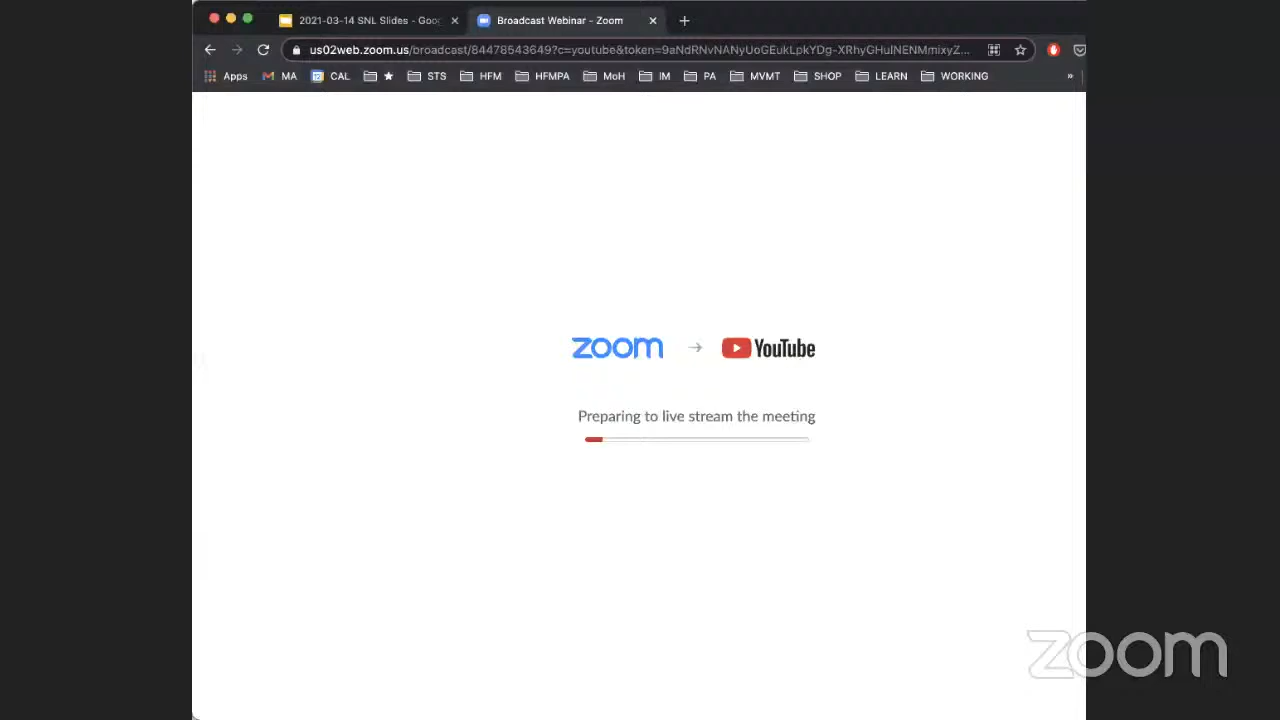 2021-03-14 SNL Slides - Goog
Broadcast Webinar - Zoom
us02web.zoom.us/broadcast/84478543649?c=youtube&token=9aNdRNvNANyUoGEukLpkYDg-XRhyGHulNENMmixyZ...
Apps MA CAL STS HFM HFMPA MoH IM PA MVMT SHOP LEARN WORKING »
zoom → YouTube
Preparing to live stream the meeting
zoom